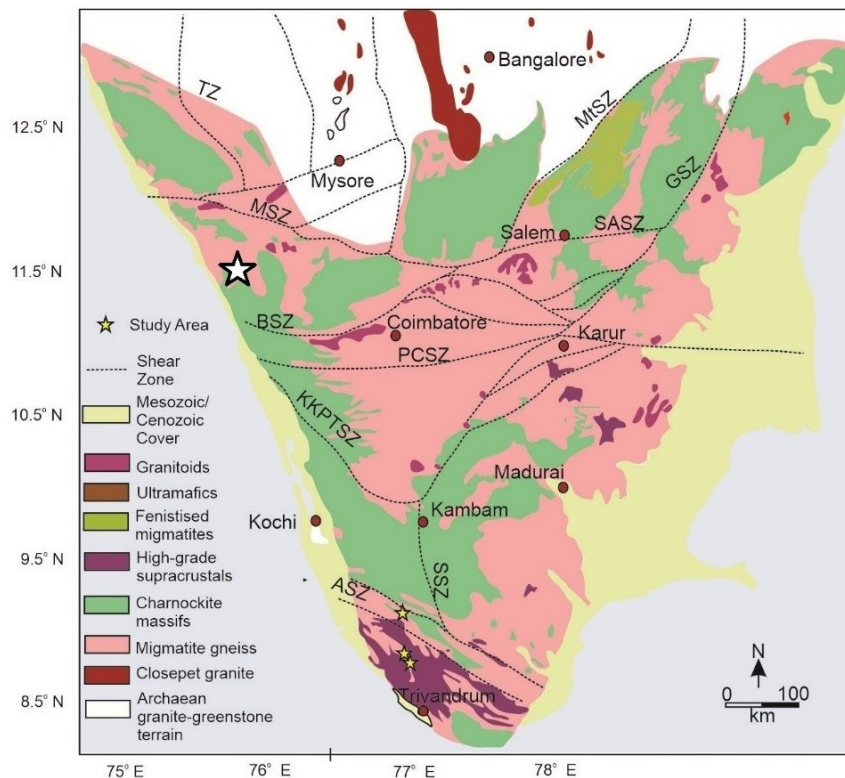 Bangalore
TZ
MtSZ
12.5° N
Mysore
GSZ
MSZ
Salem
SASZ
11.5° N
BSZ
Coimbatore
Karur
PCSZ
10.5° N
KKPTSZ
Madurai
Kochi
Kambam
9.5° N
SSZ
ASZ
Trivandrum
8.5° N
Study Area
Shear
Zone
Mesozoic/
Cenozoic
Cover
Granitoids
Ultramafics
Fenistised
migmatites
High-grade
supracrustals
Charnockite
massifs
Migmatite gneiss
Closepet granite
Archaean
granite-greenstone
terrain
N
0 100
km
75° E 76° E 77° E 78° E